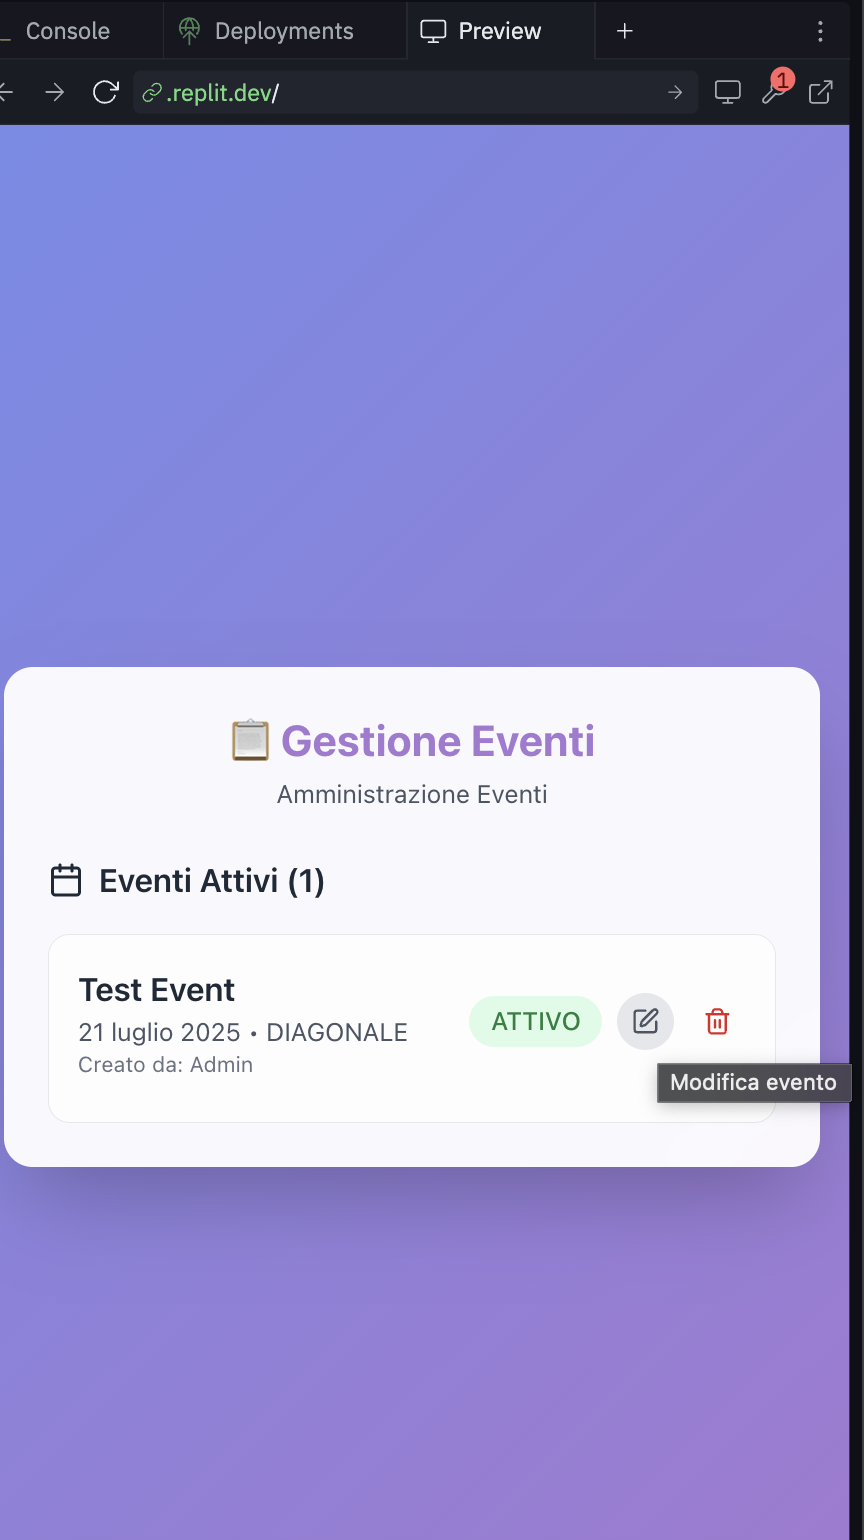 Console Deployments Preview
.replit.dev/ 1
Gestione Eventi
Amministrazione Eventi
Eventi Attivi (1)
Test Event
21 luglio 2025 • DIAGONALE
Creato da: Admin
ATTIVO
Modifica evento